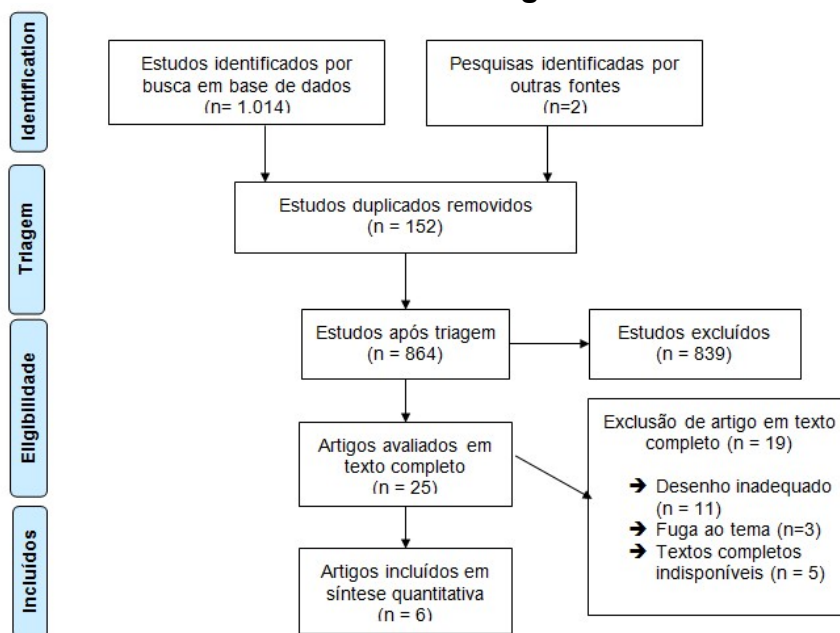 Identification
Estudos identificados por
busca em base de dados
(n= 1.014)
Pesquisas identificadas por
outras fontes
(n=2)
Triagem
Estudos duplicados removidos
(n = 152)
Eligibilidade
Estudos após triagem
(n = 864)
Estudos excluídos
(n = 839)
Artigos avaliados em
texto completo
(n = 25)
Exclusão de artigo em texto
completo (n = 19)
➔ Desenho inadequado
(n = 11)
➔ Fuga ao tema (n=3)
➔ Textos completos
indisponíveis (n = 5)
Incluídos
Artigos incluídos em
síntese quantitativa
(n = 6)